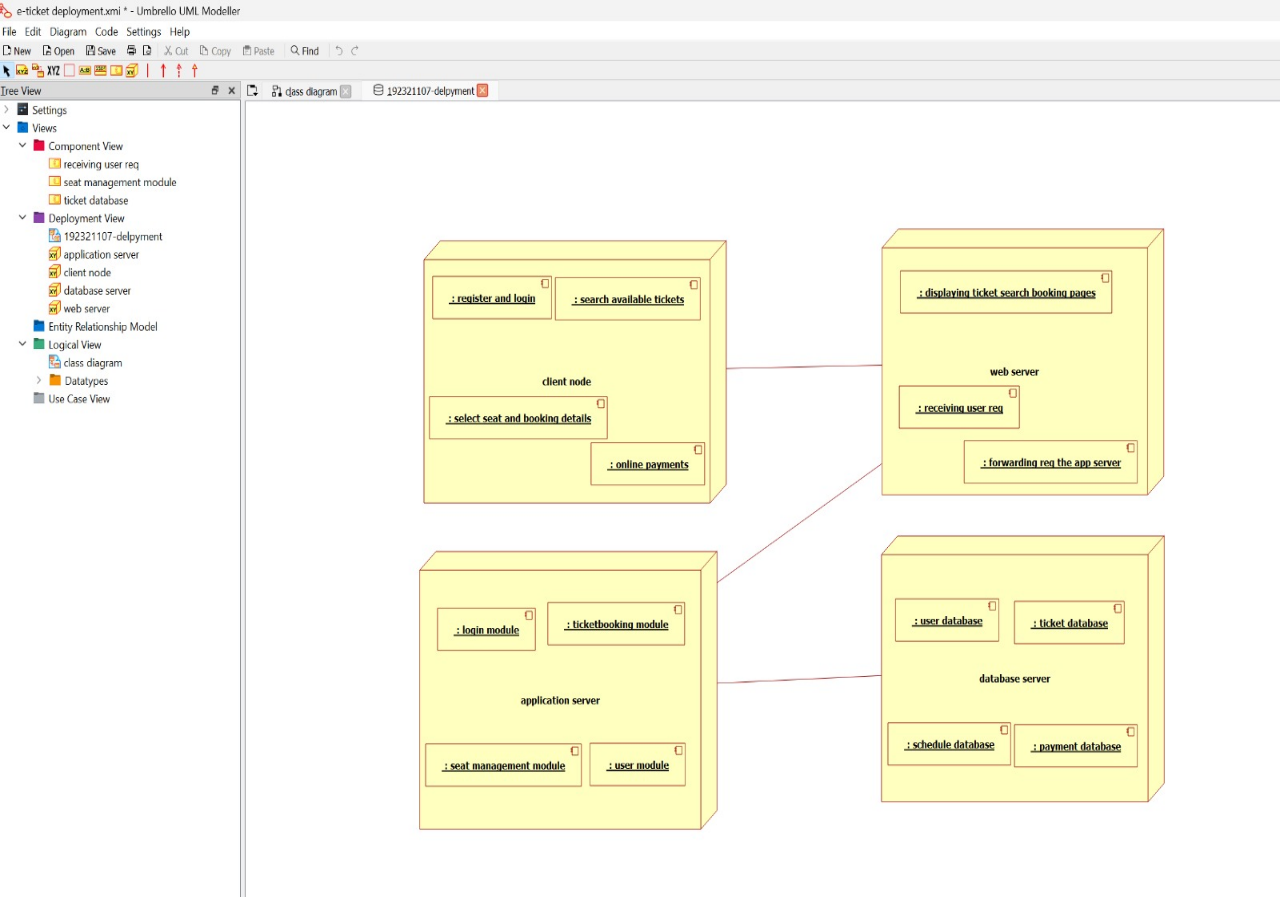 e-ticket deployment.xmi * - Umbrello UML Modeller
File Edit Diagram Code Settings Help
New Open Save Cut Copy Paste Find
XYZ
Tree View
class diagram
192321107-delpyment
Settings
Views
Component View
receiving user req
seat management module
ticket database
Deployment View
192321107-delpyment
application server
client node
database server
web server
Entity Relationship Model
Logical View
class diagram
Datatypes
Use Case View
: register and login
: search available tickets
client node
: select seat and booking details
: online payments
: displaying ticket search booking pages
web server
: receiving user req
: forwarding req the app server
: login module
: ticketbooking module
application server
: seat management module
: user module
: user database
: ticket database
database server
: schedule database
: payment database